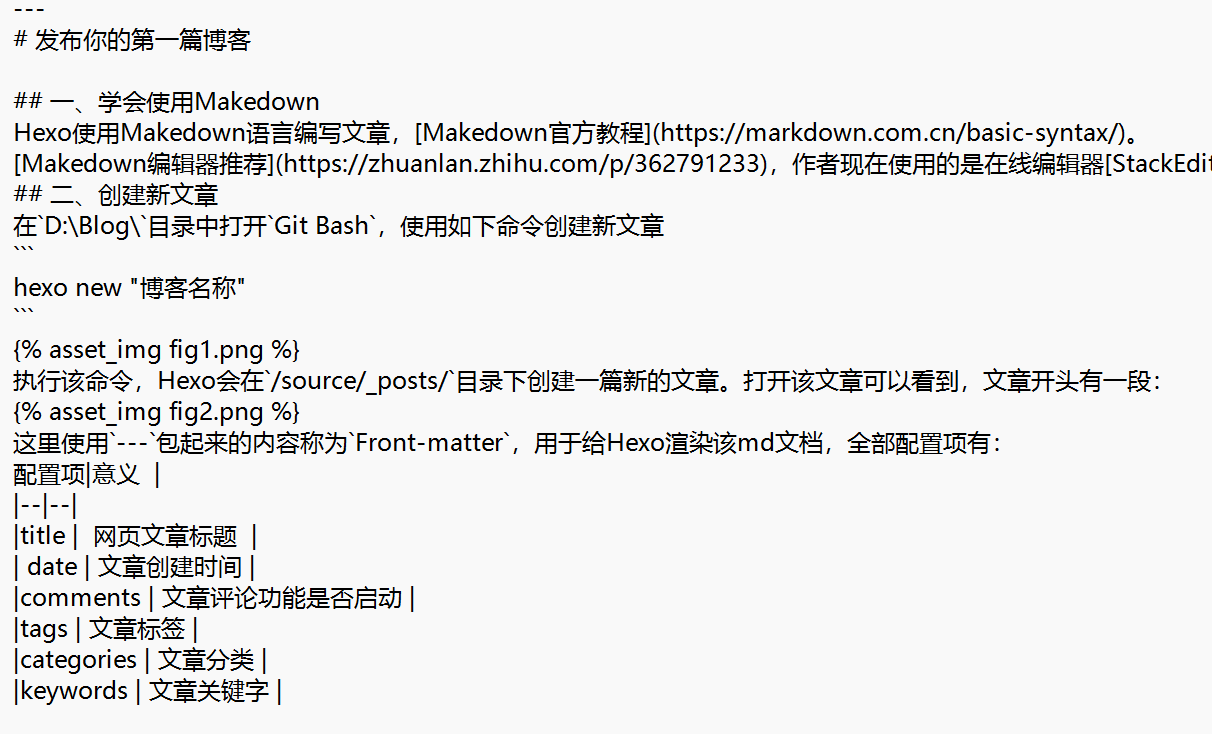 ---
# 发布你的第一篇博客
## 一、学会使用Makedown
Hexo使用Makedown语言编写文章，[Makedown官方教程](https://markdown.com.cn/basic-syntax/)。
[Makedown编辑器推荐](https://zhuanlan.zhihu.com/p/362791233)，作者现在使用的是在线编辑器[StackEdit
## 二、创建新文章
在`D:\Blog\`目录中打开`Git Bash`，使用如下命令创建新文章
```
hexo new "博客名称"
```
{% asset_img fig1.png %}
执行该命令，Hexo会在`/source/_posts/`目录下创建一篇新的文章。打开该文章可以看到，文章开头有一段：
{% asset_img fig2.png %}
这里使用`---`包起来的内容称为`Front-matter`，用于给Hexo渲染该md文档，全部配置项有：
配置项|意义  |
|--|--|
|title |  网页文章标题  |
| date | 文章创建时间 |
|comments | 文章评论功能是否启动 |
|tags | 文章标签 |
|categories | 文章分类 |
|keywords | 文章关键字 |